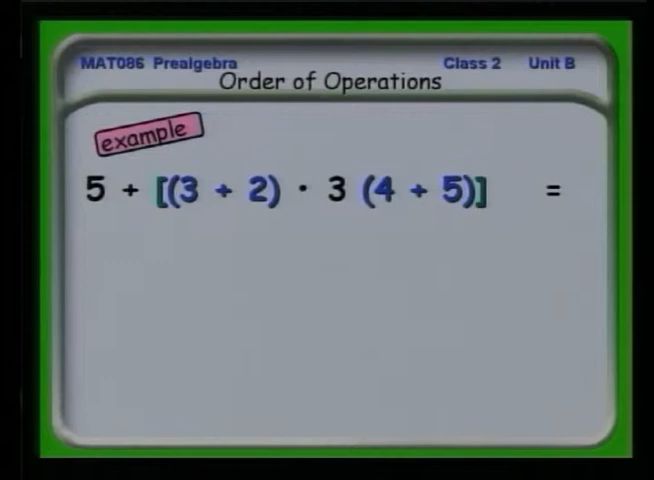 MAT086 Prealgebra Class 2 Unit B
Order of Operations
example
5 + [(3 + 2) · 3 (4 + 5)] =